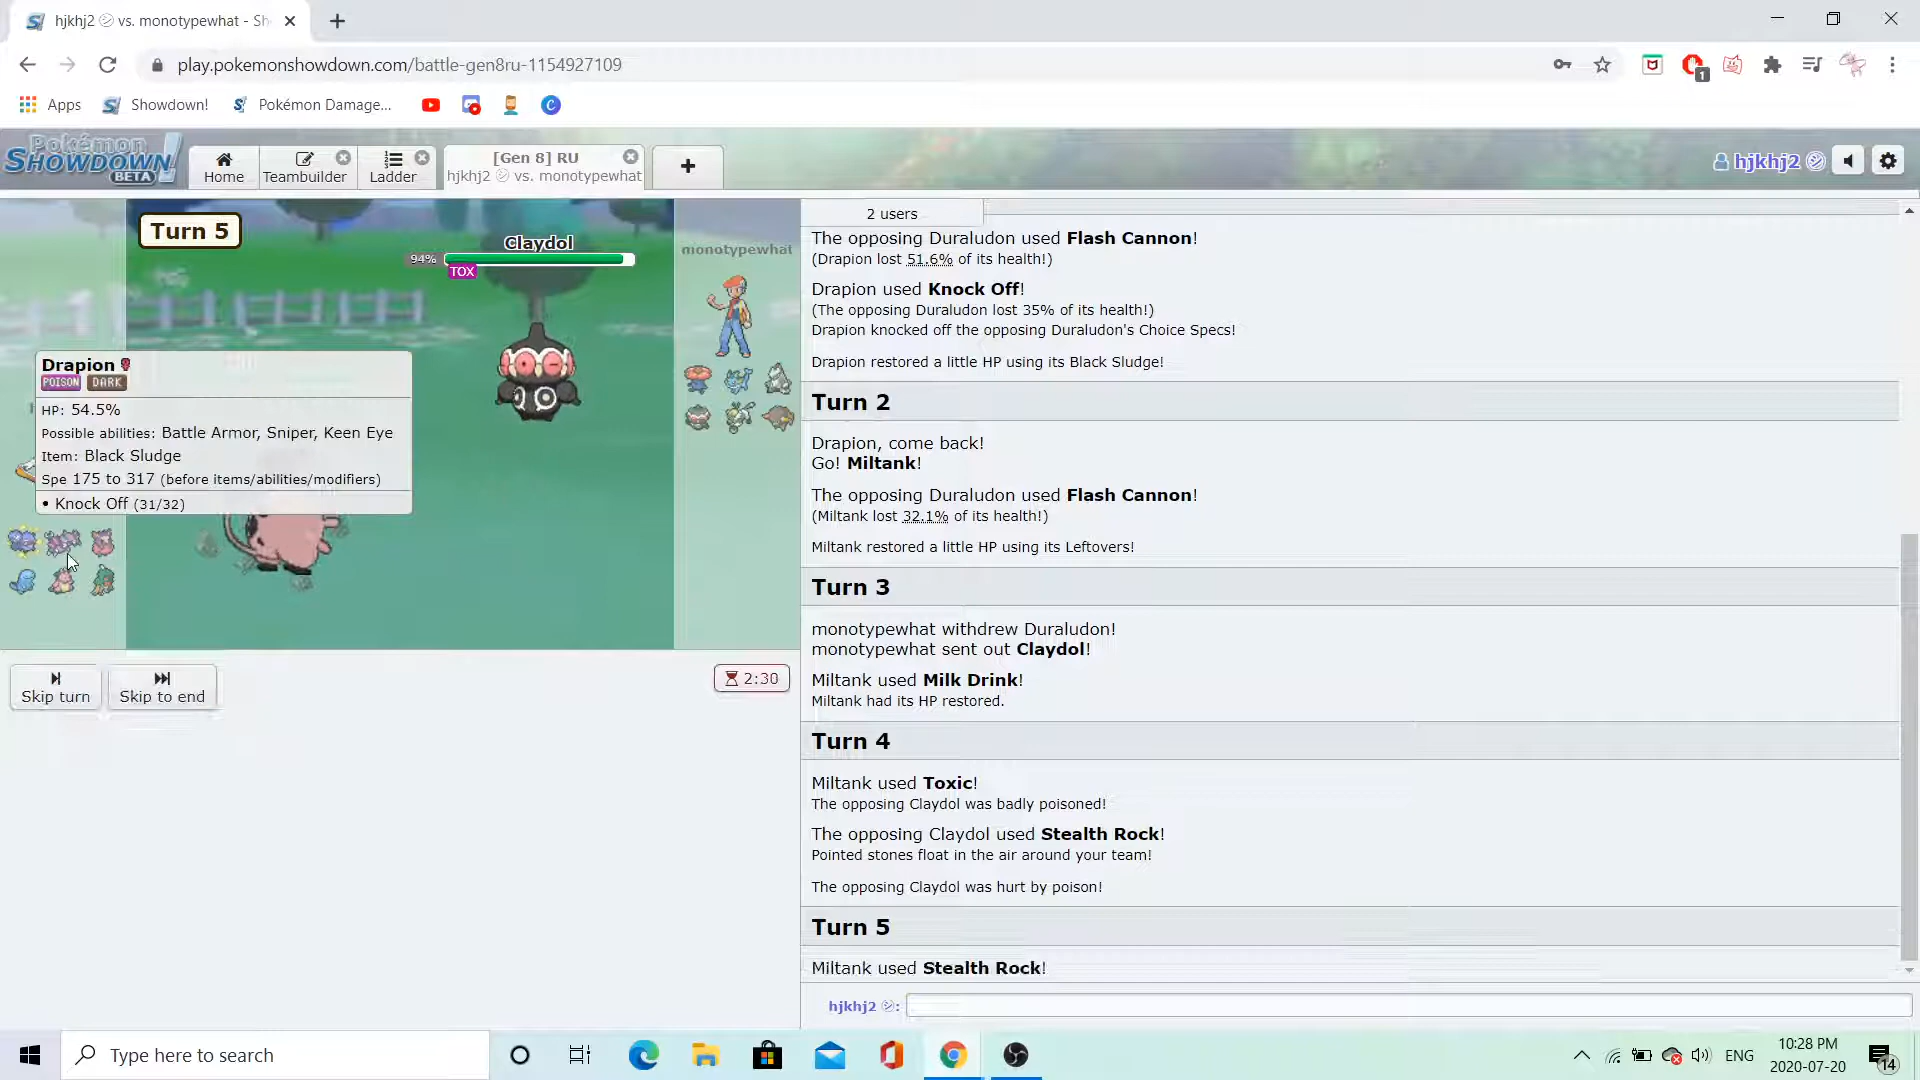 hjkhj2 vs. monotypewhat - Sh
play.pokemonshowdown.com/battle-gen8ru-1154927109
1
Apps Showdown! Pokémon Damage...
Pokémon
SHOWDOWN!
BETA
Home
Teambuilder
Ladder
[Gen 8] RU
hjkhj2 vs. monotypewhat
hjkhj2
Turn 5
Claydol
94%
TOX
monotypewhat
Drapion
POISON DARK
HP: 54.5%
Possible abilities: Battle Armor, Sniper, Keen Eye
Item: Black Sludge
Spe 175 to 317 (before items/abilities/modifiers)
• Knock Off (31/32)
Skip turn
Skip to end
2:30
2 users
The opposing Duraludon used Flash Cannon!
(Drapion lost 51.6% of its health!)
Drapion used Knock Off!
(The opposing Duraludon lost 35% of its health!)
Drapion knocked off the opposing Duraludon's Choice Specs!
Drapion restored a little HP using its Black Sludge!
Turn 2
Drapion, come back!
Go! Miltank!
The opposing Duraludon used Flash Cannon!
(Miltank lost 32.1% of its health!)
Miltank restored a little HP using its Leftovers!
Turn 3
monotypewhat withdrew Duraludon!
monotypewhat sent out Claydol!
Miltank used Milk Drink!
Miltank had its HP restored.
Turn 4
Miltank used Toxic!
The opposing Claydol was badly poisoned!
The opposing Claydol used Stealth Rock!
Pointed stones float in the air around your team!
The opposing Claydol was hurt by poison!
Turn 5
Miltank used Stealth Rock!
hjkhj2 :
Type here to search
ENG
10:28 PM
2020-07-20
14